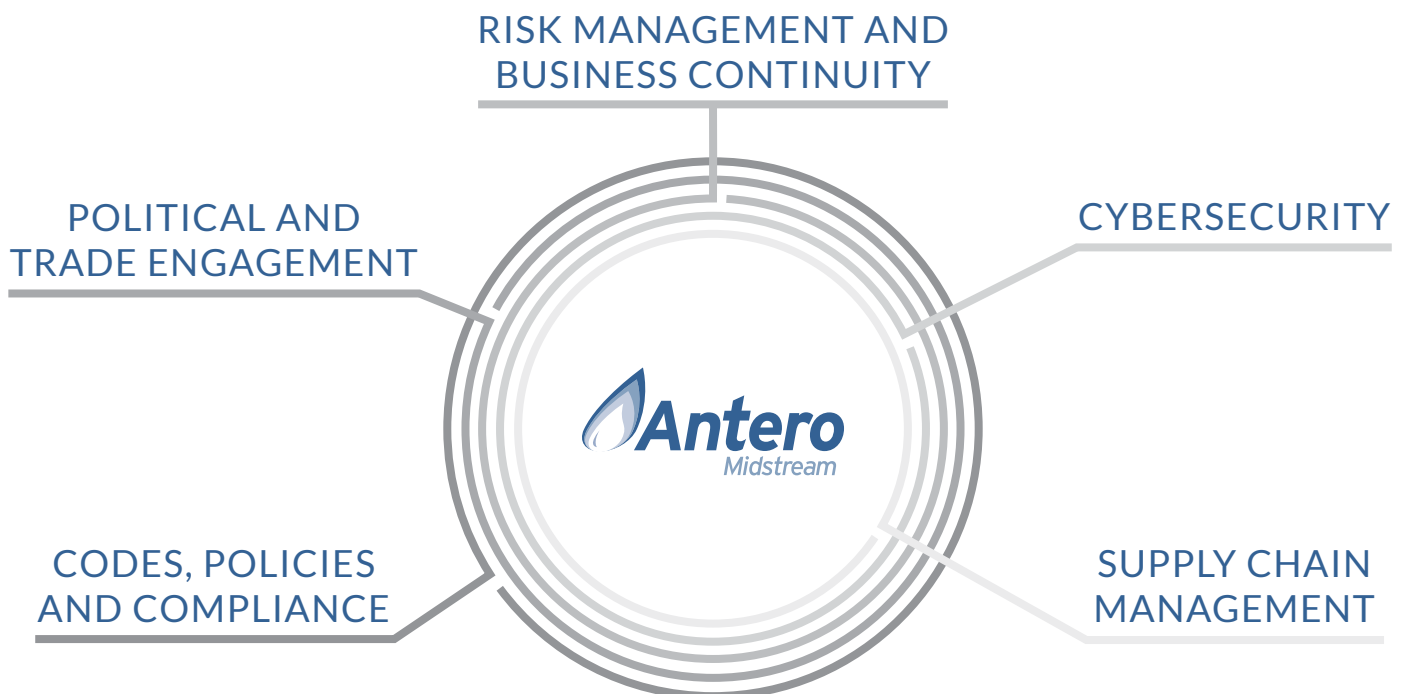 RISK MANAGEMENT AND
BUSINESS CONTINUITY
POLITICAL AND
TRADE ENGAGEMENT
CYBERSECURITY
Antero
Midstream
CODES, POLICIES
AND COMPLIANCE
SUPPLY CHAIN
MANAGEMENT